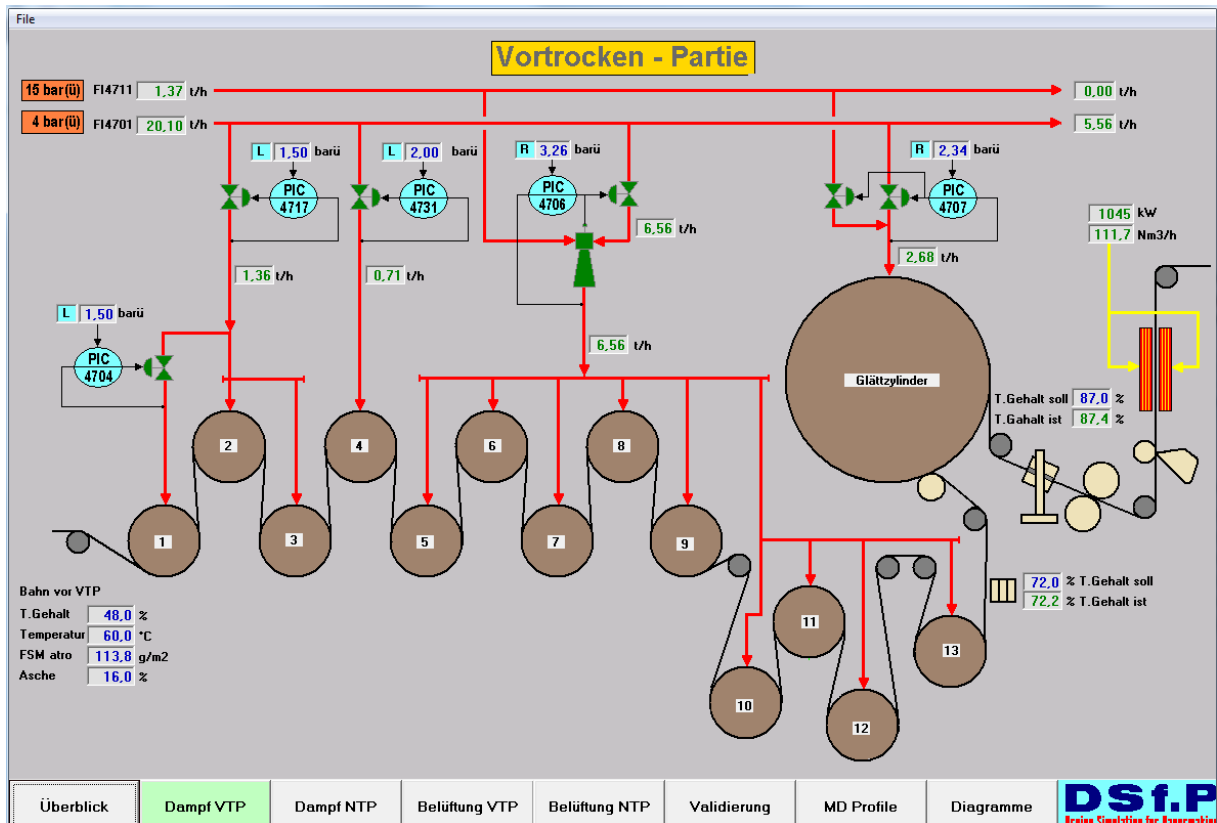 File
Vortrocken - Partie
15 bar(ü) FI4711 1,37 t/h 0,00 t/h
4 bar(ü) FI4701 20,10 t/h 5,56 t/h
L 1,50 barü L 2,00 barü R 3,26 barü R 2,34 barü
PIC 4717
PIC 4731
PIC 4706
PIC 4707
1045 kW
111,7 Nm3/h
6,56 t/h
1,36 t/h
0,71 t/h
2,68 t/h
L 1,50 barü
PIC 4704
6,56 t/h
Glättzylinder
T.Gehalt soll 87,0 %
T.Gahalt ist 87,4 %
2
4
6
8
1
3
5
7
9
72,0 % T.Gehalt soll
72,2 % T.Gehalt ist
Bahn vor VTP
T.Gehalt 48,0 %
Temperatur 60,0 °C
FSM atro 113,8 g/m2
Asche 16,0 %
11
13
10
12
Überblick
Dampf VTP
Dampf NTP
Belüftung VTP
Belüftung NTP
Validierung
MD Profile
Diagramme
DSf.P